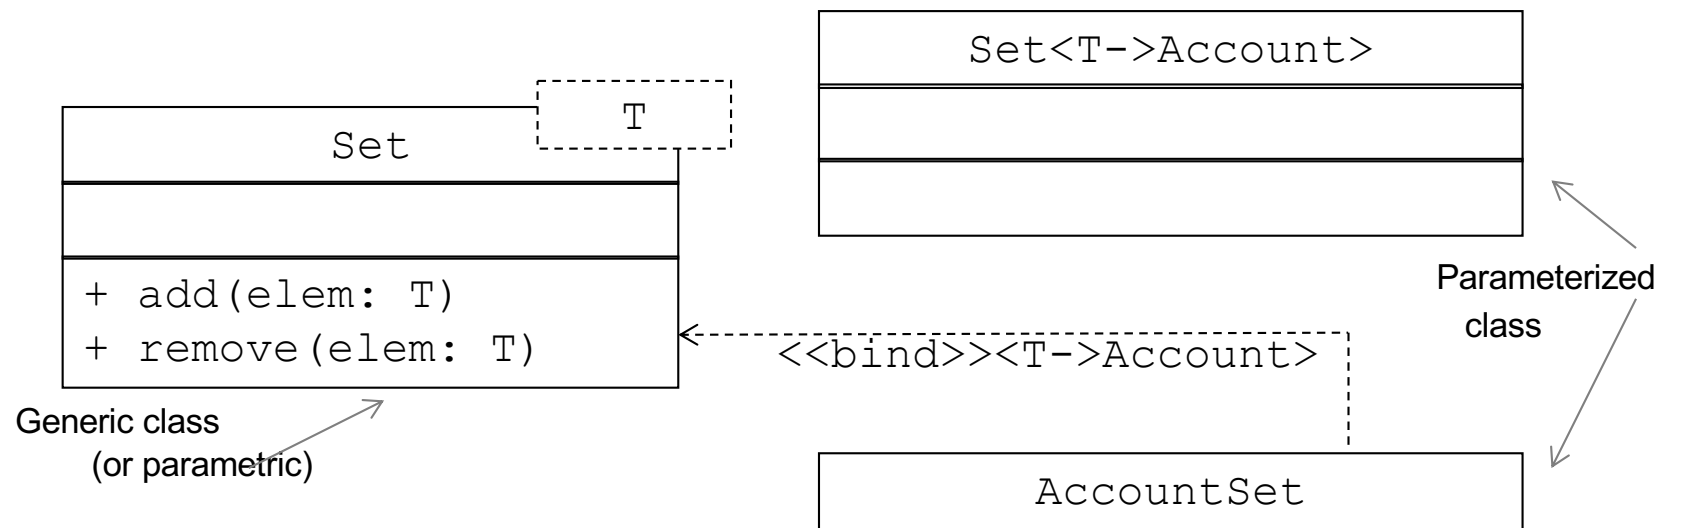 Set<T->Account>
T
Set
+ add(elem: T)
+ remove(elem: T)
Parameterized
class
<<bind>><T->Account>
Generic class
(or parametric)
AccountSet